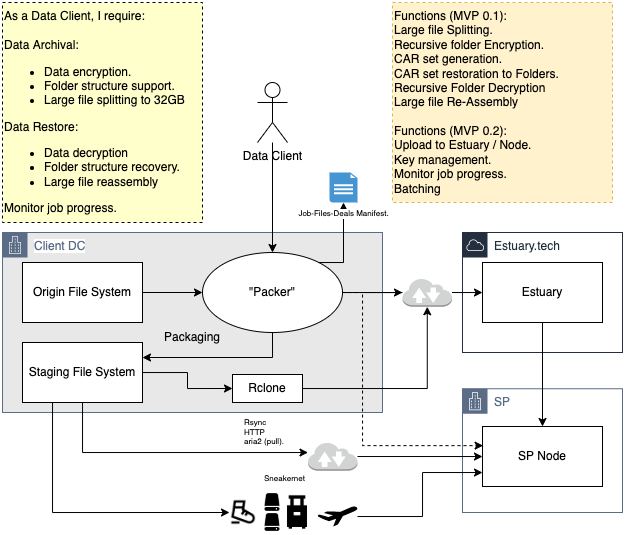 As a Data Client, I require:
Data Archival:
• Data encryption.
• Folder structure support.
• Large file splitting to 32GB
Data Restore:
• Data decryption
• Folder structure recovery.
• Large file reassembly
Monitor job progress.
Functions (MVP 0.1):
Large file Splitting.
Recursive folder Encryption.
CAR set generation.
CAR set restoration to Folders.
Recursive Folder Decryption
Large file Re-Assembly
Functions (MVP 0.2):
Upload to Estuary / Node.
Key management.
Monitor job progress.
Batching
Data Client
Job-Files-Deals Manifest.
Client DC
Estuary.tech
Origin File System
"Packer"
Estuary
Packaging
Staging File System
Rclone
SP
Rsync
HTTP
aria2 (pull).
SP Node
Sneakernet